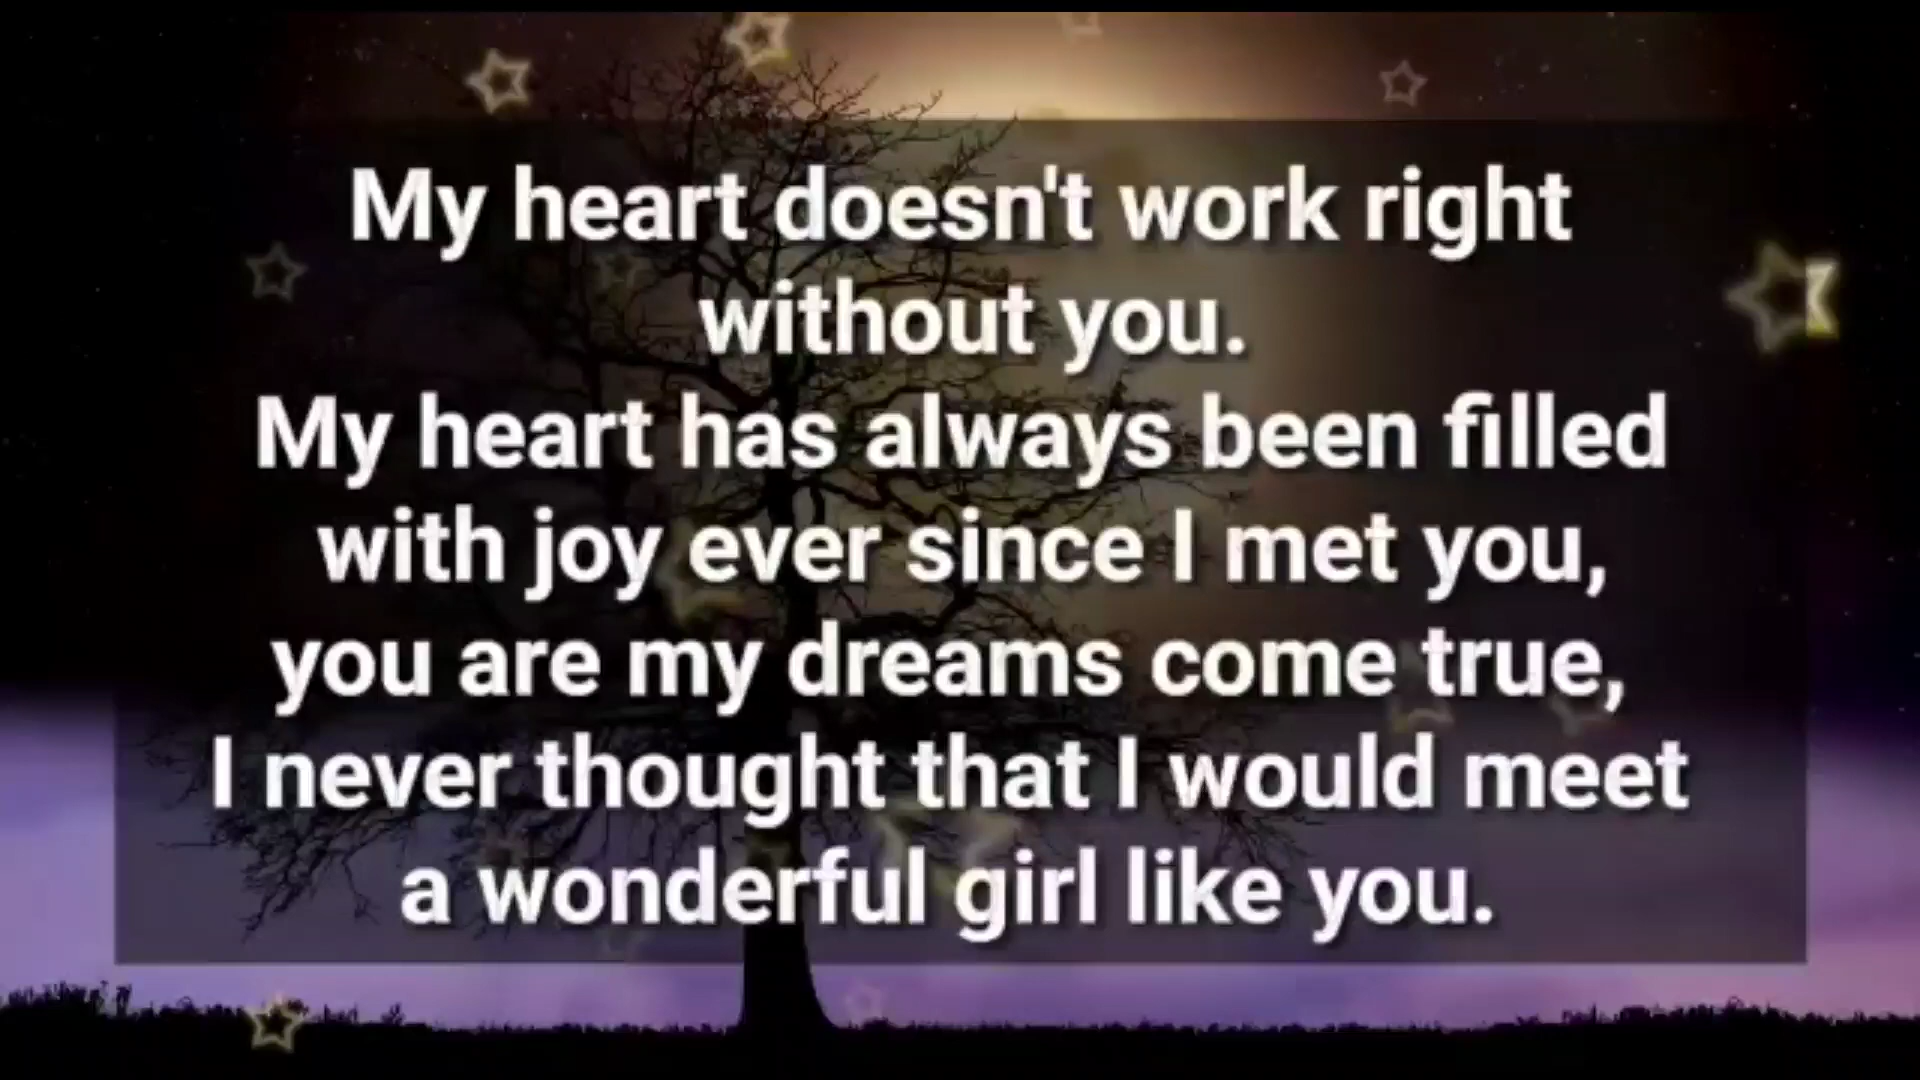 My heart doesn't work right
without you.
My heart has always been filled
with joy ever since I met you,
you are my dreams come true,
I never thought that I would meet
a wonderful girl like you.